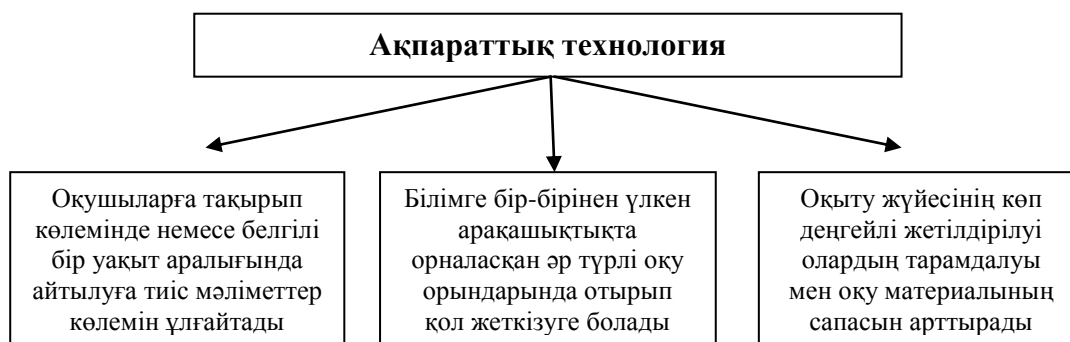 Ақпараттық технология
Оқушыларға тақырып
көлемінде немесе белгілі
бір уақыт аралығында
айтылуға тиіс мәліметтер
көлемін ұлғайтады
Білімге бір-бірінен үлкен
арақашықтықта
орналасқан әр түрлі оқу
орындарында отырып
қол жеткізуге болады
Оқыту жүйесінің көп
деңгейлі жетілдірілуі
олардың тарамдалуы
мен оқу материалының
сапасын арттырады